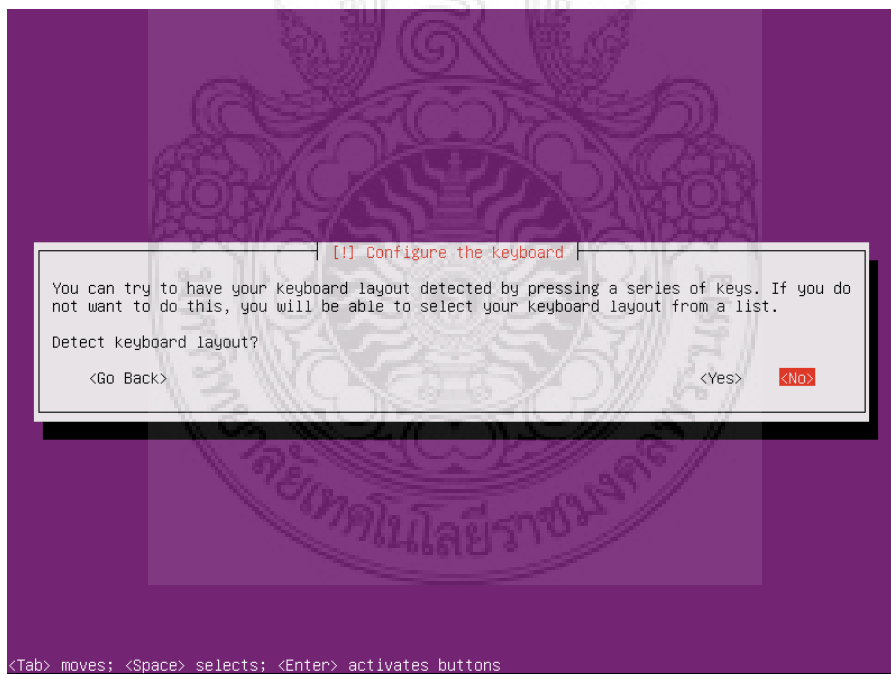 [!] Configure the keyboard
You can try to have your keyboard layout detected by pressing a series of keys. If you do
not want to do this, you will be able to select your keyboard layout from a list.
Detect keyboard layout?
<Go Back> <Yes> <No>
<Tab> moves; <Space> selects; <Enter> activates buttons